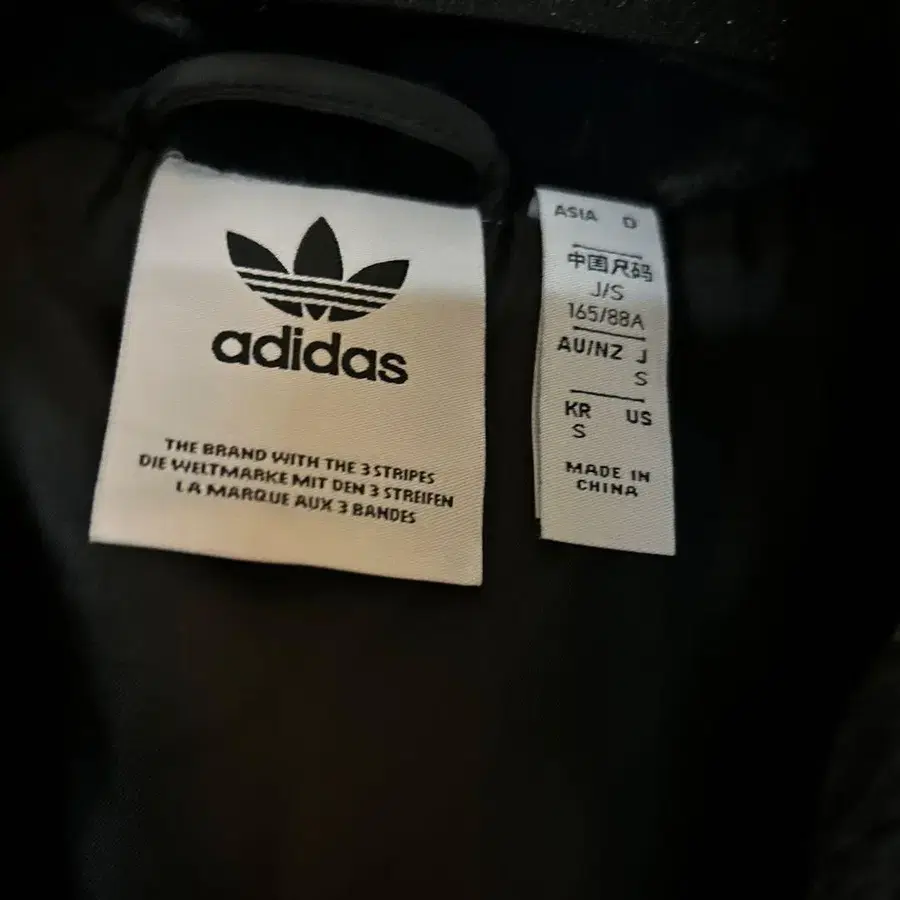 adidas
THE BRAND WITH THE 3 STRIPES
DIE WELTMARKE MIT DEN 3 STREIFEN
LA MARQUE AUX 3 BANDES
ASIA D
中国尺码
J/S
165/88A
AU/NZ J
S
KR US
S
MADE IN
CHINA